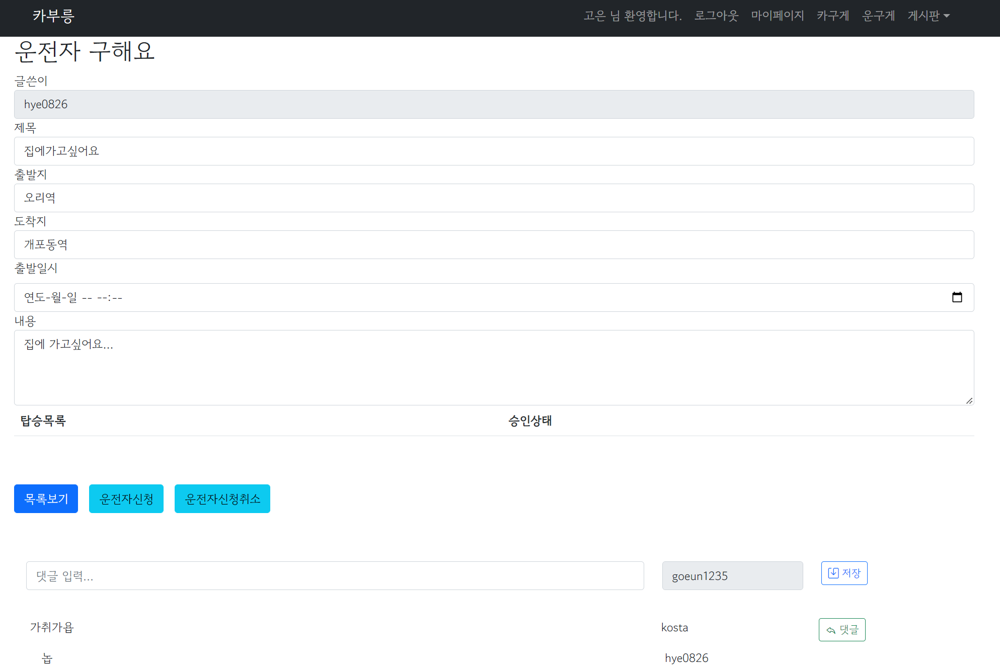 카부릉 고은 님 환영합니다. 로그아웃 마이페이지 카구게 운구게 게시판
운전자 구해요
글쓴이
hye0826
제목
집에가고싶어요
출발지
오리역
도착지
개포동역
출발일시
연도-월-일 -- --:--
내용
집에 가고싶어요...
탑승목록 승인상태
목록보기 운전자신청 운전자신청취소
댓글 입력... goeun1235 저장
가취가욥 kosta 댓글
놉 hye0826